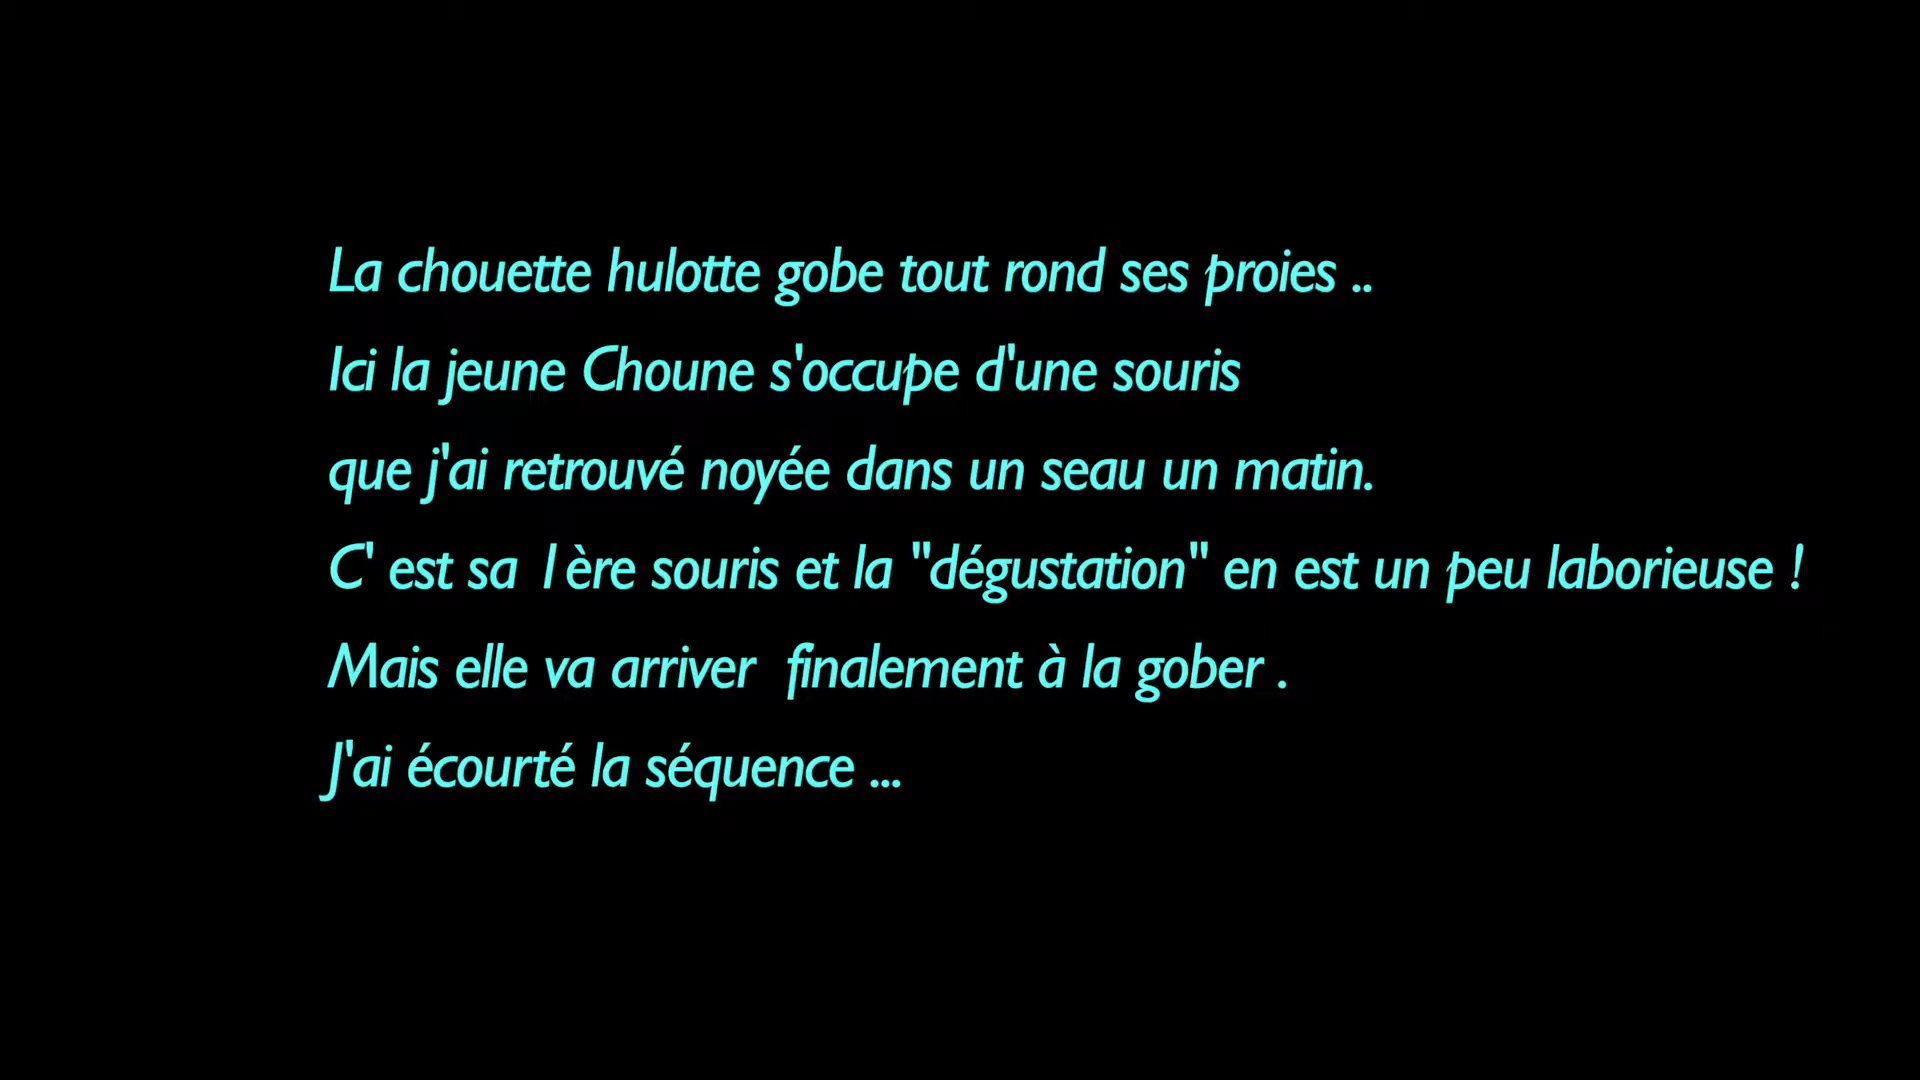 La chouette hulotte gobe tout rond ses proies ..
Ici la jeune Choune s'occupe d'une souris
que j'ai retrouvé noyée dans un seau un matin.
C' est sa 1ère souris et la "dégustation" en est un peu laborieuse !
Mais elle va arriver  finalement à la gober .
J'ai écourté la séquence ...